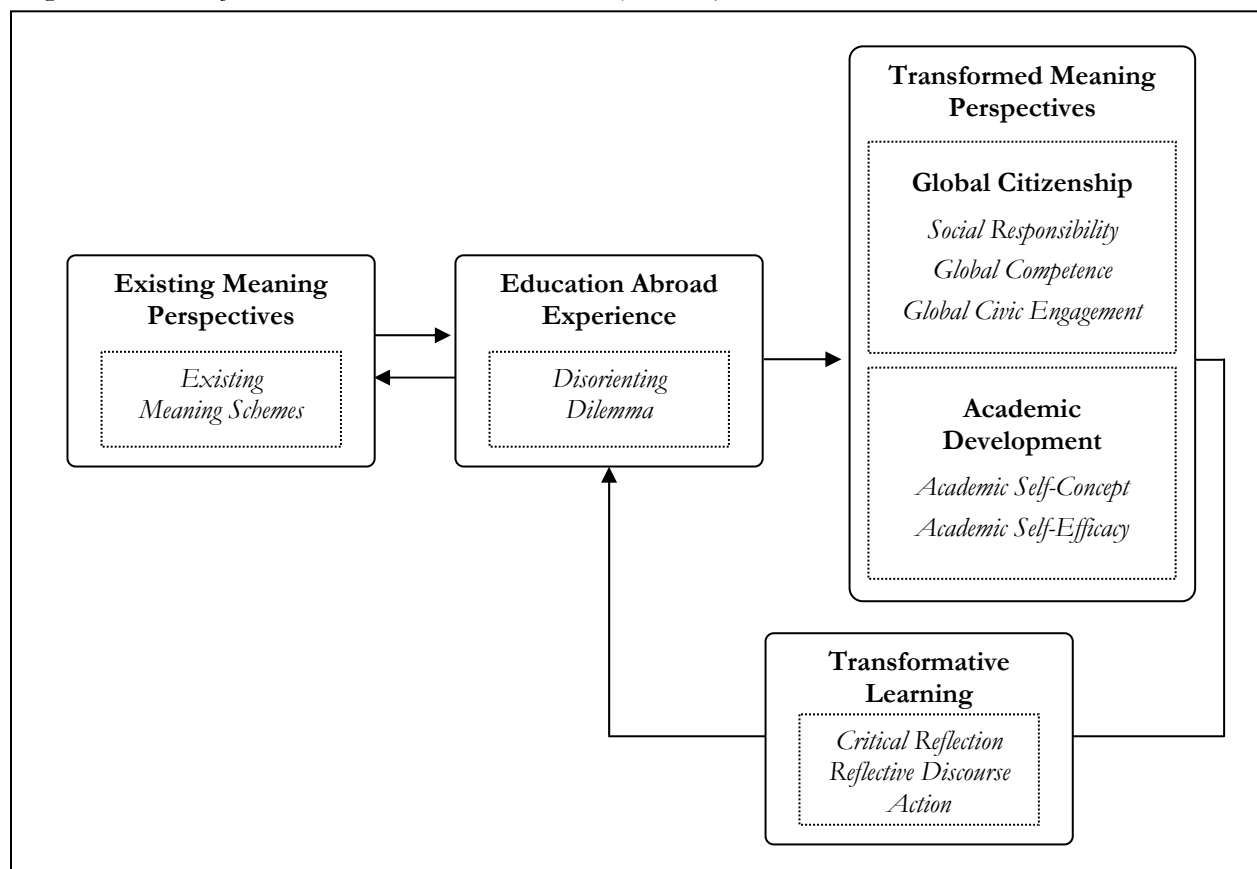 Existing Meaning
Perspectives
Existing
Meaning Schemes
Education Abroad
Experience
Disorienting
Dilemma
Transformed Meaning
Perspectives
Global Citizenship
Social Responsibility
Global Competence
Global Civic Engagement
Academic
Development
Academic Self-Concept
Academic Self-Efficacy
Transformative
Learning
Critical Reflection
Reflective Discourse
Action